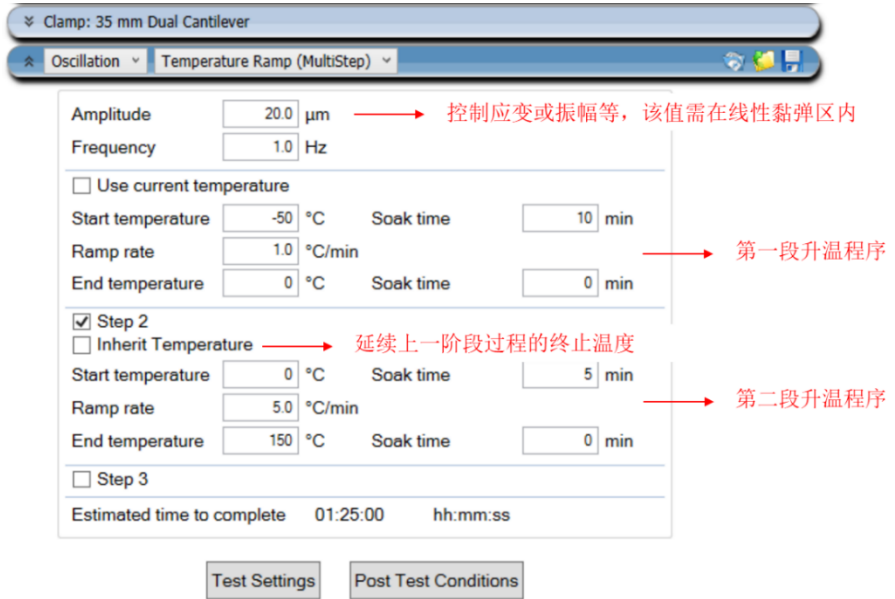 Clamp: 35 mm Dual Cantilever
Oscillation Temperature Ramp (MultiStep)
Amplitude 20.0 μm 控制应变或振幅等，该值需在线性黏弹区内
Frequency 1.0 Hz
Use current temperature
Start temperature -50 °C Soak time 10 min
Ramp rate 1.0 °C/min 第一段升温程序
End temperature 0 °C Soak time 0 min
Step 2
Inherit Temperature 延续上一阶段过程的终止温度
Start temperature 0 °C Soak time 5 min
Ramp rate 5.0 °C/min 第二段升温程序
End temperature 150 °C Soak time 0 min
Step 3
Estimated time to complete 01:25:00 hh:mm:ss
Test Settings Post Test Conditions